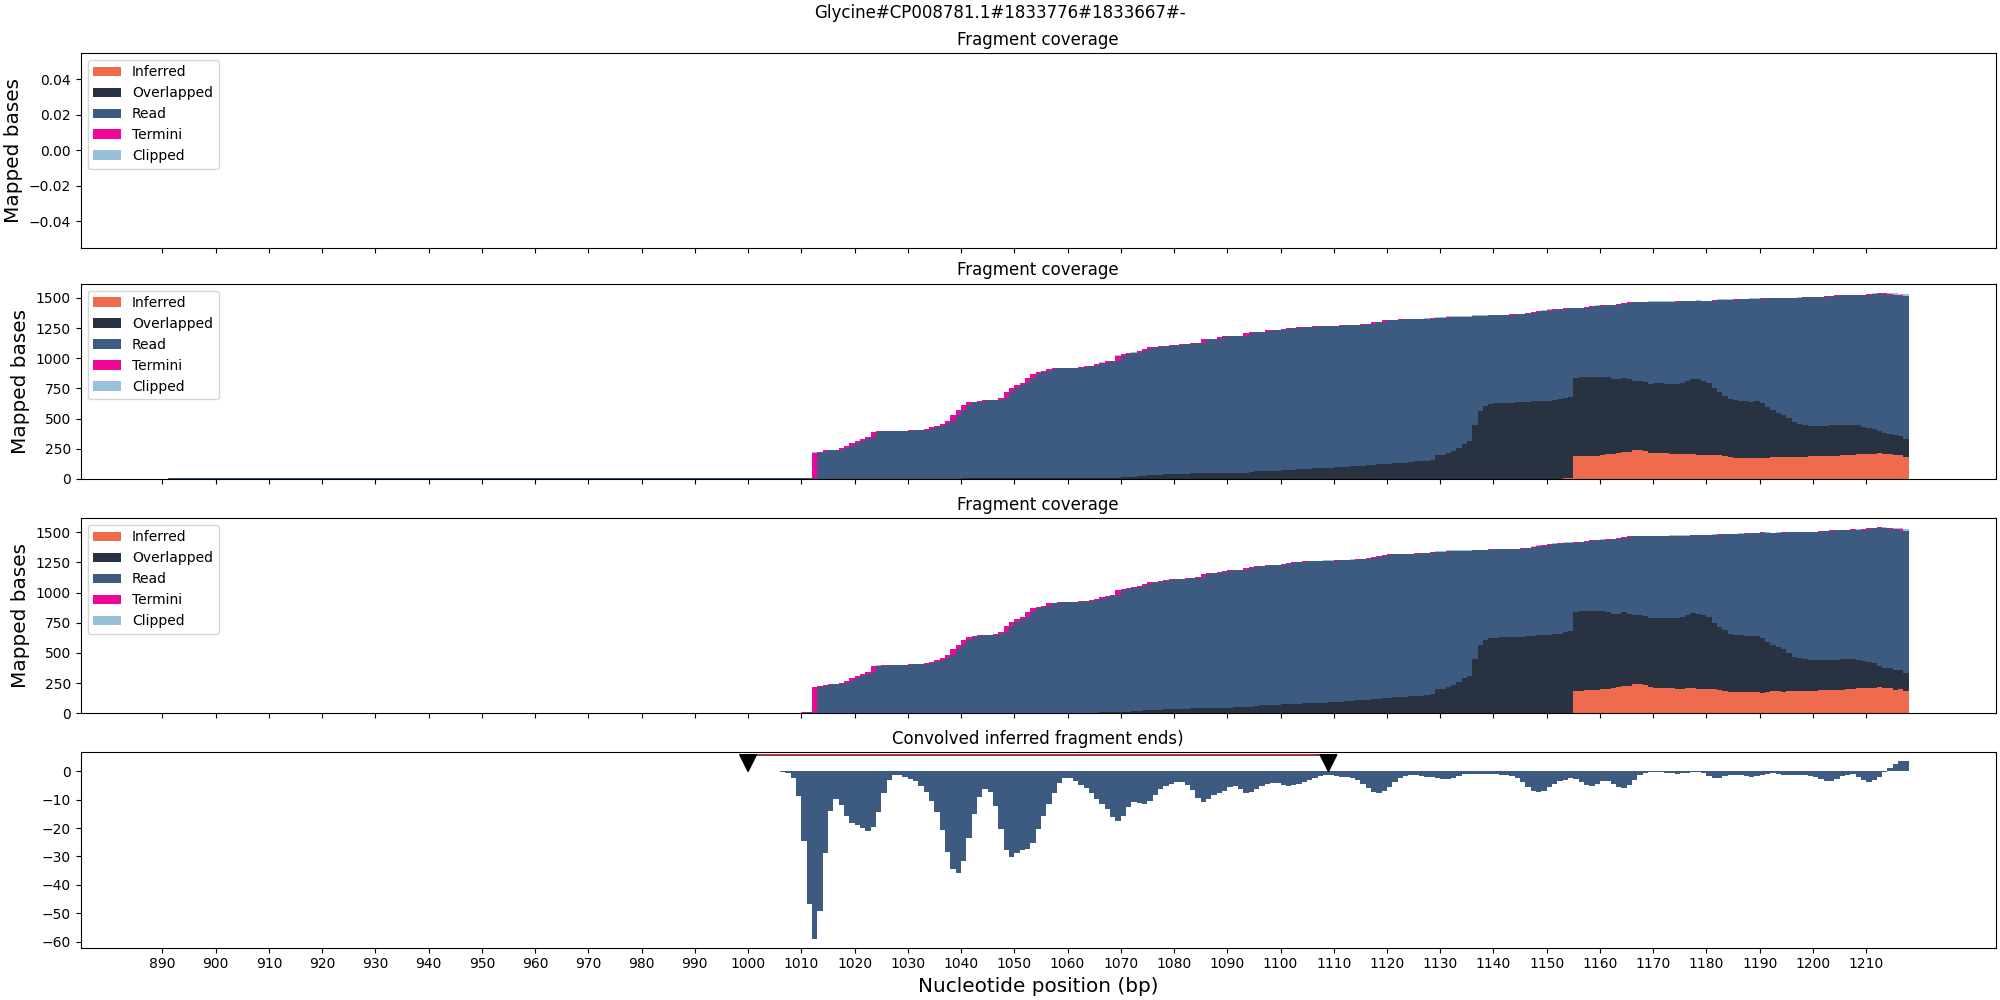 Glycine#CP008781.1#1833776#1833667#-
Fragment coverage
Mapped bases
0.04
0.02
0.00
−0.02
−0.04
Inferred
Overlapped
Read
Termini
Clipped
Fragment coverage
Mapped bases
1500
1250
1000
750
500
250
0
Inferred
Overlapped
Read
Termini
Clipped
Fragment coverage
Mapped bases
1500
1250
1000
750
500
250
0
Inferred
Overlapped
Read
Termini
Clipped
Convolved inferred fragment ends)
0
−10
−20
−30
−40
−50
−60
890 900 910 920 930 940 950 960 970 980 990 1000 1010 1020 1030 1040 1050 1060 1070 1080 1090 1100 1110 1120 1130 1140 1150 1160 1170 1180 1190 1200 1210
Nucleotide position (bp)